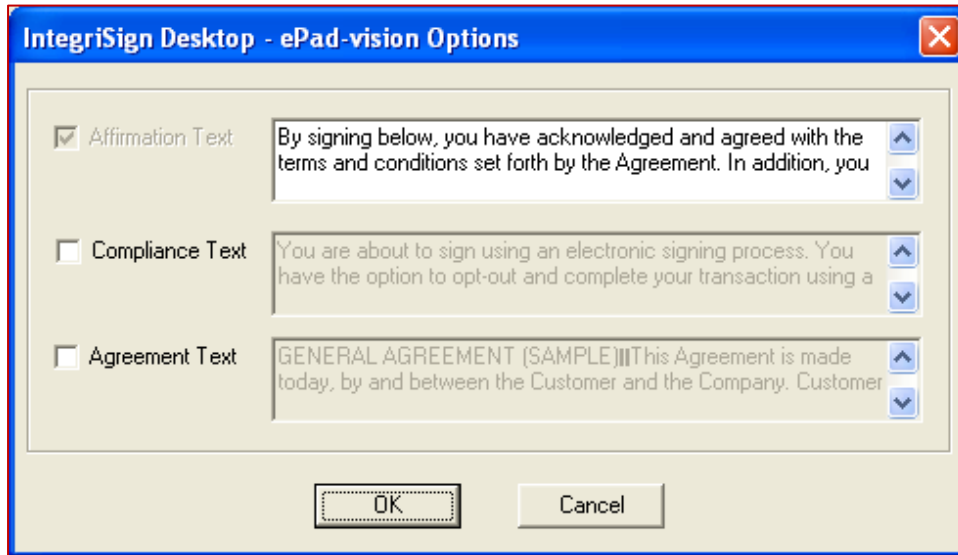 IntegriSign Desktop - ePad-vision Options
Affirmation Text
By signing below, you have acknowledged and agreed with the
terms and conditions set forth by the Agreement. In addition, you
Compliance Text
You are about to sign using an electronic signing process. You
have the option to opt-out and complete your transaction using a
Agreement Text
GENERAL AGREEMENT (SAMPLE)||This Agreement is made
today, by and between the Customer and the Company. Customer
OK
Cancel